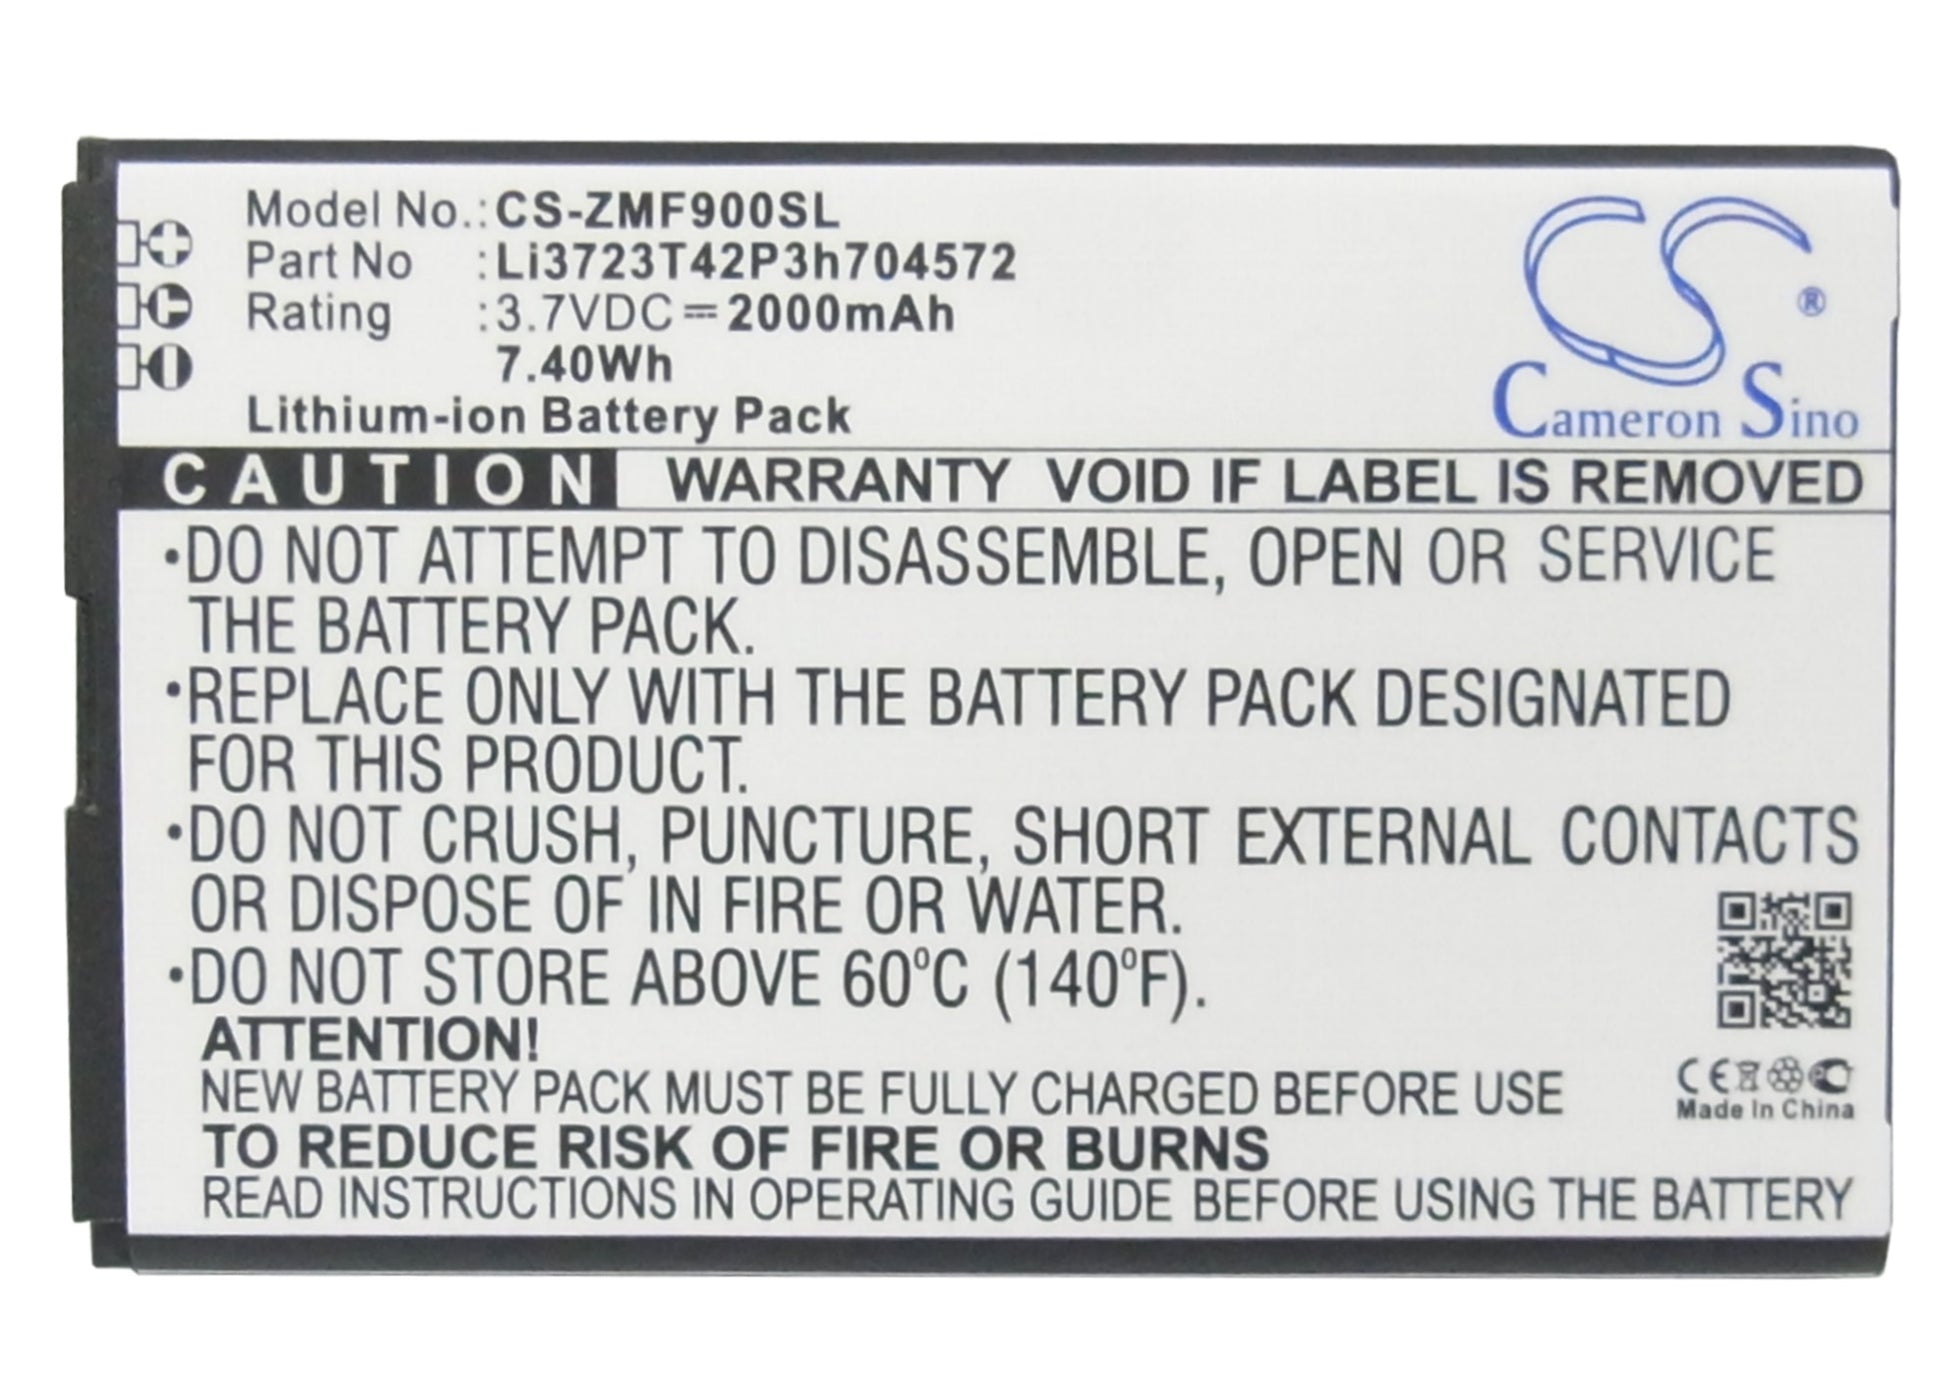 Model No.: CS-ZMF900SL
Part No : Li3723T42P3h704572
Rating : 3.7VDC 2000mAh
7.40Wh
Lithium-ion Battery Pack
CS ®
Cameron Sino
CAUTION WARRANTY VOID IF LABEL IS REMOVED
•DO NOT ATTEMPT TO DISASSEMBLE, OPEN OR SERVICE
THE BATTERY PACK.
•REPLACE ONLY WITH THE BATTERY PACK DESIGNATED
FOR THIS PRODUCT.
•DO NOT CRUSH, PUNCTURE, SHORT EXTERNAL CONTACTS
OR DISPOSE OF IN FIRE OR WATER.
•DO NOT STORE ABOVE 60°C (140°F).
ATTENTION!
NEW BATTERY PACK MUST BE FULLY CHARGED BEFORE USE
TO REDUCE RISK OF FIRE OR BURNS
READ INSTRUCTIONS IN OPERATING GUIDE BEFORE USING THE BATTERY
CE
Made In China